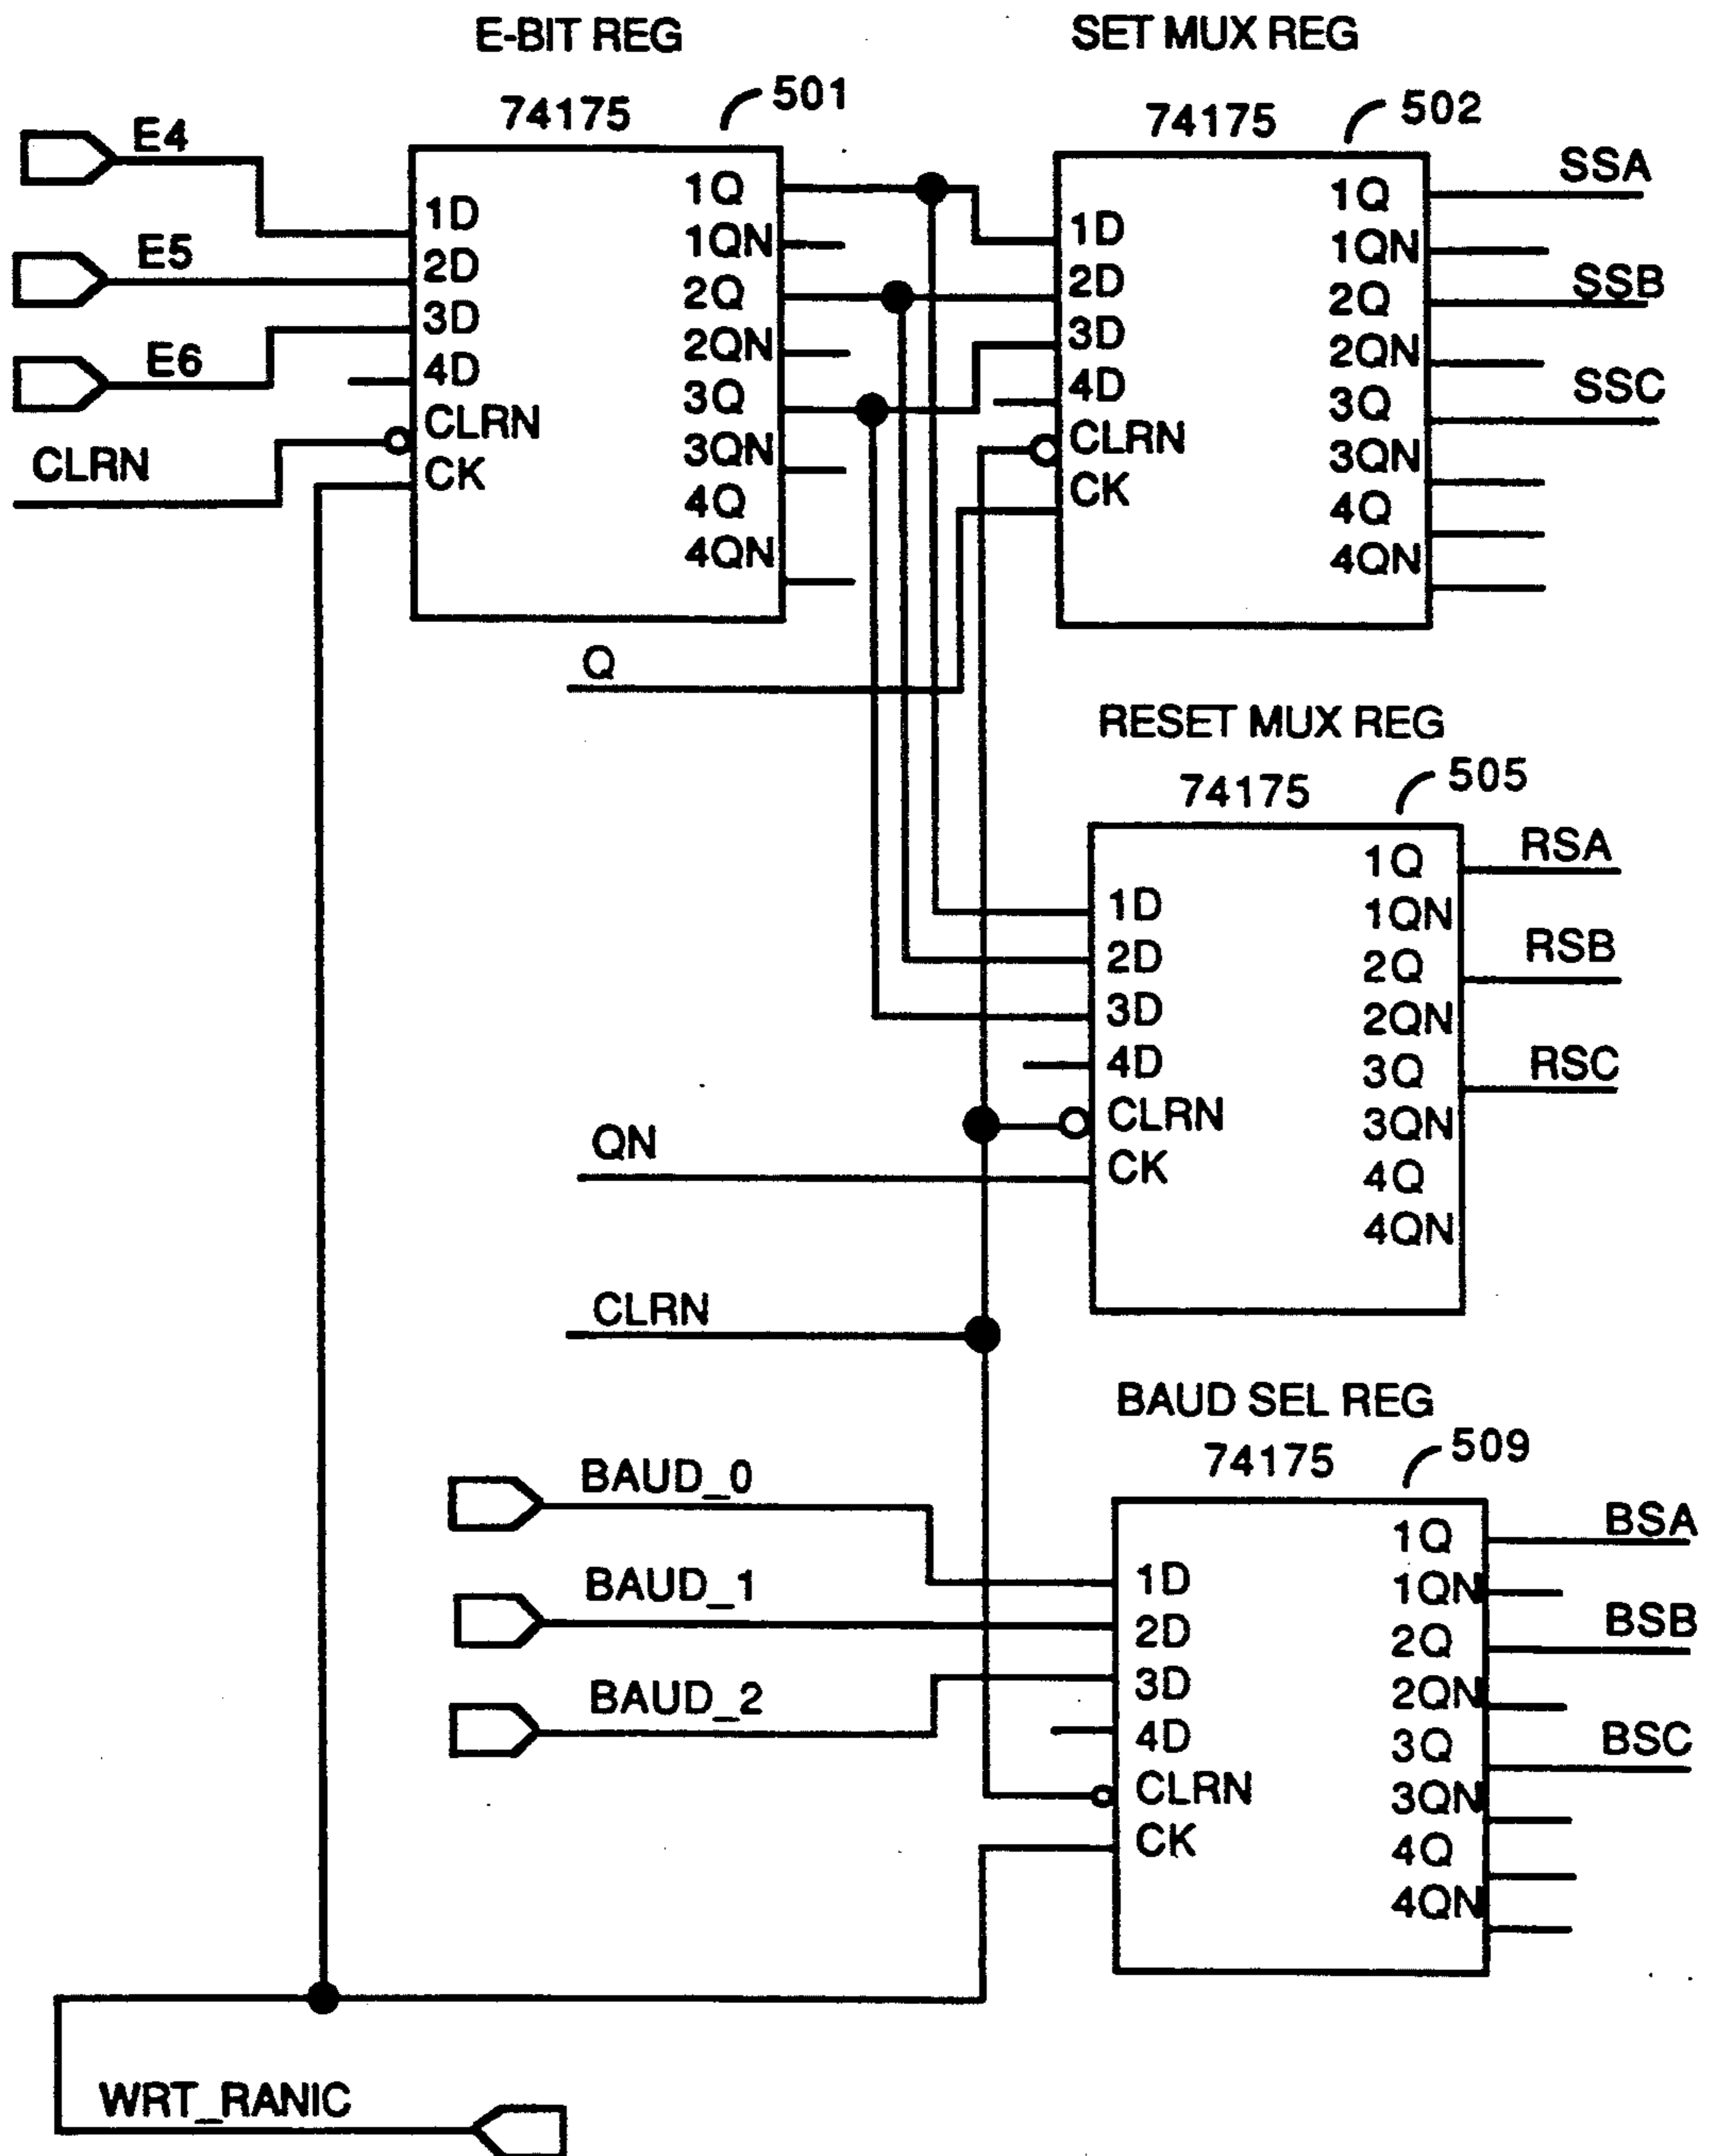 E-BIT REG
74175
501
E4
E5
E6
CLRN
1D
2D
3D
4D
CLRN
CK
1Q
1QN
2Q
2QN
3Q
3QN
4Q
4QN
SET MUX REG
74175
502
1D
2D
3D
4D
CLRN
CK
1Q
1QN
2Q
2QN
3Q
3QN
4Q
4QN
SSA
SSB
SSC
Q
RESET MUX REG
74175
505
1D
2D
3D
4D
CLRN
CK
1Q
1QN
2Q
2QN
3Q
3QN
4Q
4QN
RSA
RSB
RSC
QN
CLRN
BAUD SEL REG
74175
509
BAUD_0
BAUD_1
BAUD_2
1D
2D
3D
4D
CLRN
CK
1Q
1QN
2Q
2QN
3Q
3QN
4Q
4QN
BSA
BSB
BSC
WRT_RANIC